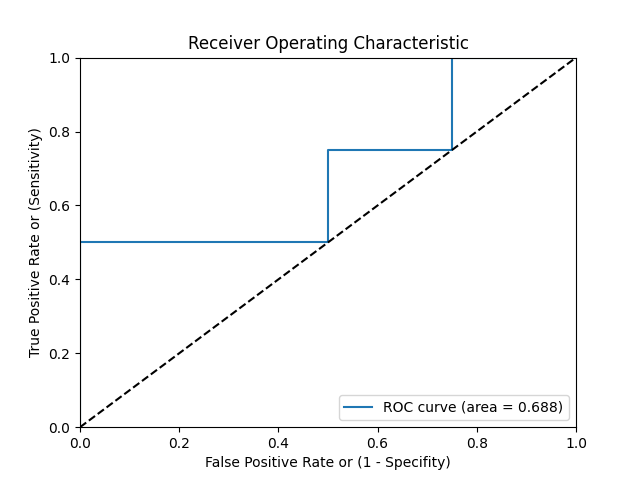 Receiver Operating Characteristic
1.0
0.8
0.6
0.4
0.2
0.0
True Positive Rate or (Sensitivity)
ROC curve (area = 0.688)
0.0 0.2 0.4 0.6 0.8 1.0
False Positive Rate or (1 - Specifity)